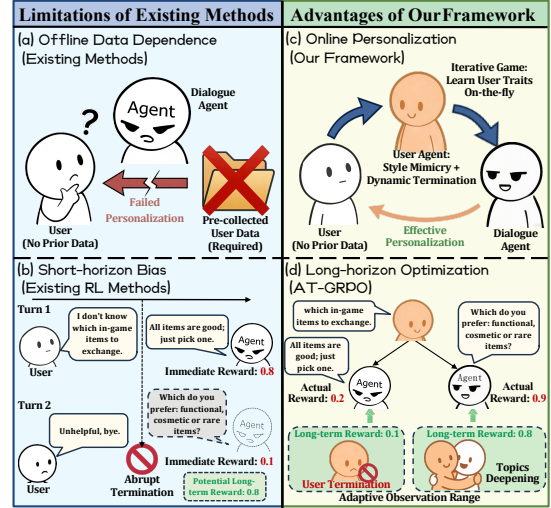 Limitations of Existing Methods
Advantages of Our Framework
(a) Offline Data Dependence
(Existing Methods)
Agent
Dialogue
Agent
?
Failed
Personalization
User
(No Prior Data)
Pre-collected
User Data
(Required)
(c) Online Personalization
(Our Framework)
Iterative Game:
Learn User Traits
On-the-fly
User Agent:
Style Mimicry +
Dynamic Termination
User
(No Prior Data)
Effective
Personalization
Dialogue
Agent
(b) Short-horizon Bias
(Existing RL Methods)
Turn 1
I don't know
which in-game
items to
exchange.
User
All items are good;
just pick one.
Agent
Immediate Reward: 0.8
Turn 2
Unhelpful, bye.
User
Which do you
prefer: functional,
cosmetic or rare
items?
Agent
Immediate Reward: 0.1
Abrupt
Termination
Potential Long-
term Reward: 0.8
(d) Long-horizon Optimization
(AT-GRPO)
which in-game
items to exchange.
All items are good;
just pick one.
Which do you
prefer: functional,
cosmetic or rare
items?
Agent
Agent
Actual
Reward: 0.2
Actual
Reward: 0.9
Long-term Reward: 0.1
User Termination
Long-term Reward: 0.8
Topics
Deepening
Adaptive Observation Range